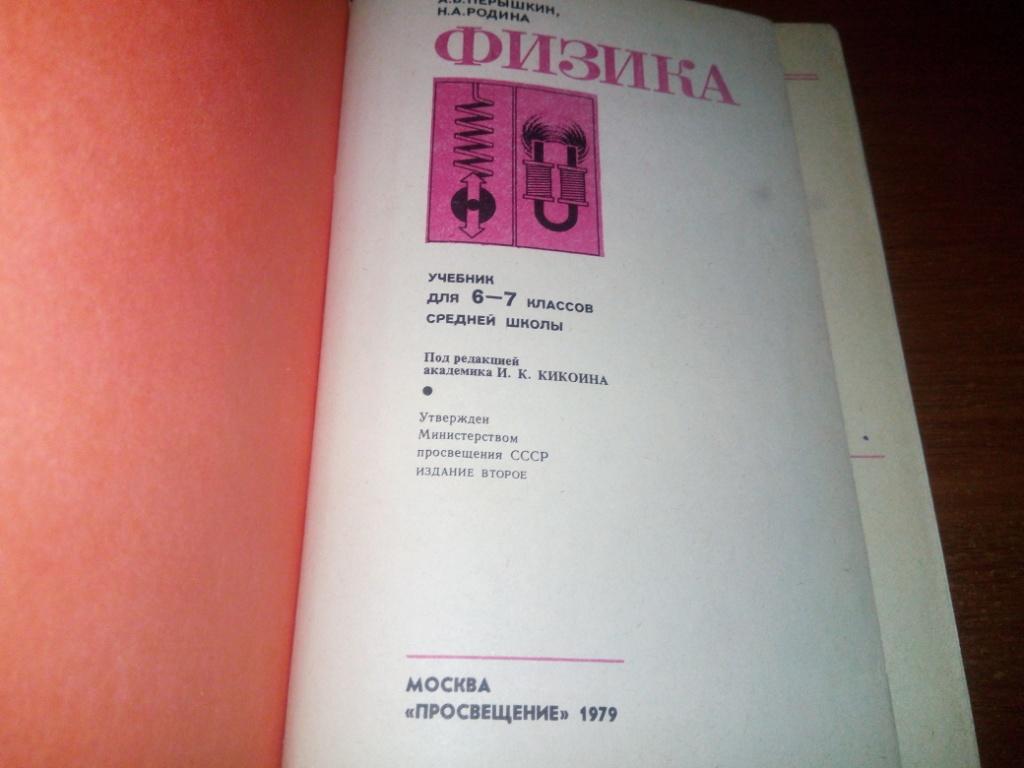 А.В.ПЕРЫШКИН,
Н.А.РОДИНА
ФИЗИКА
УЧЕБНИК
ДЛЯ 6—7 КЛАССОВ
СРЕДНЕЙ ШКОЛЫ
Под редакцией
академика И. К. КИКОИНА
Утвержден
Министерством
просвещения СССР
ИЗДАНИЕ ВТОРОЕ
МОСКВА
«ПРОСВЕЩЕНИЕ» 1979